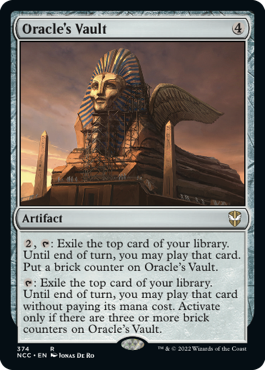 Oracle's Vault 4
Artifact
2, T: Exile the top card of your library.
Until end of turn, you may play that card.
Put a brick counter on Oracle's Vault.
T: Exile the top card of your library.
Until end of turn, you may play that card
without paying its mana cost. Activate
only if there are three or more brick
counters on Oracle's Vault.
374 R
NCC • EN Jonas De Ro
™ & © 2022 Wizards of the Coast